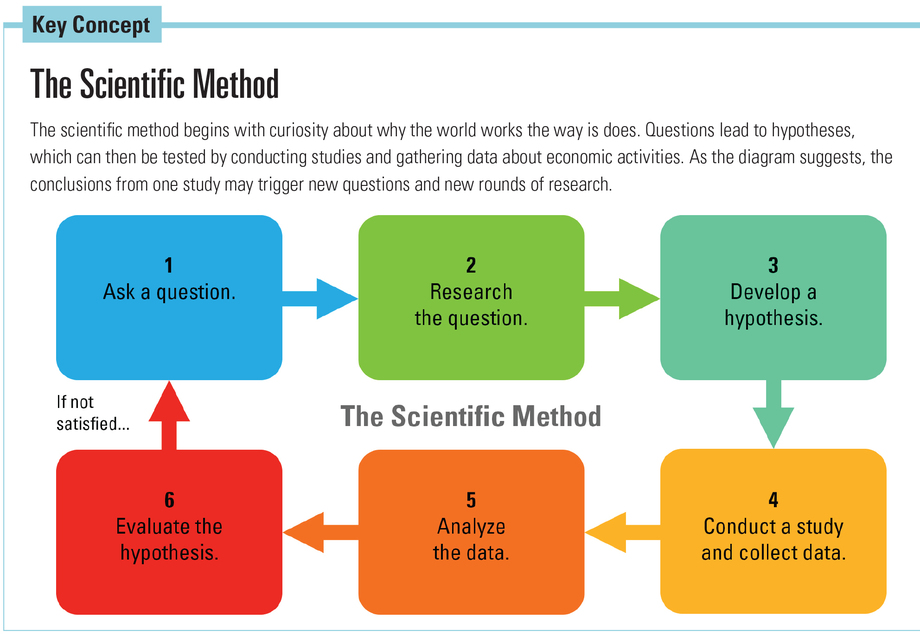 Key Concept
The Scientific Method
The scientific method begins with curiosity about why the world works the way is does. Questions lead to hypotheses,
which can then be tested by conducting studies and gathering data about economic activities. As the diagram suggests, the
conclusions from one study may trigger new questions and new rounds of research.
1
Ask a question.
2
Research
the question.
3
Develop a
hypothesis.
If not
satisfied...
The Scientific Method
6
Evaluate the
hypothesis.
5
Analyze
the data.
4
Conduct a study
and collect data.